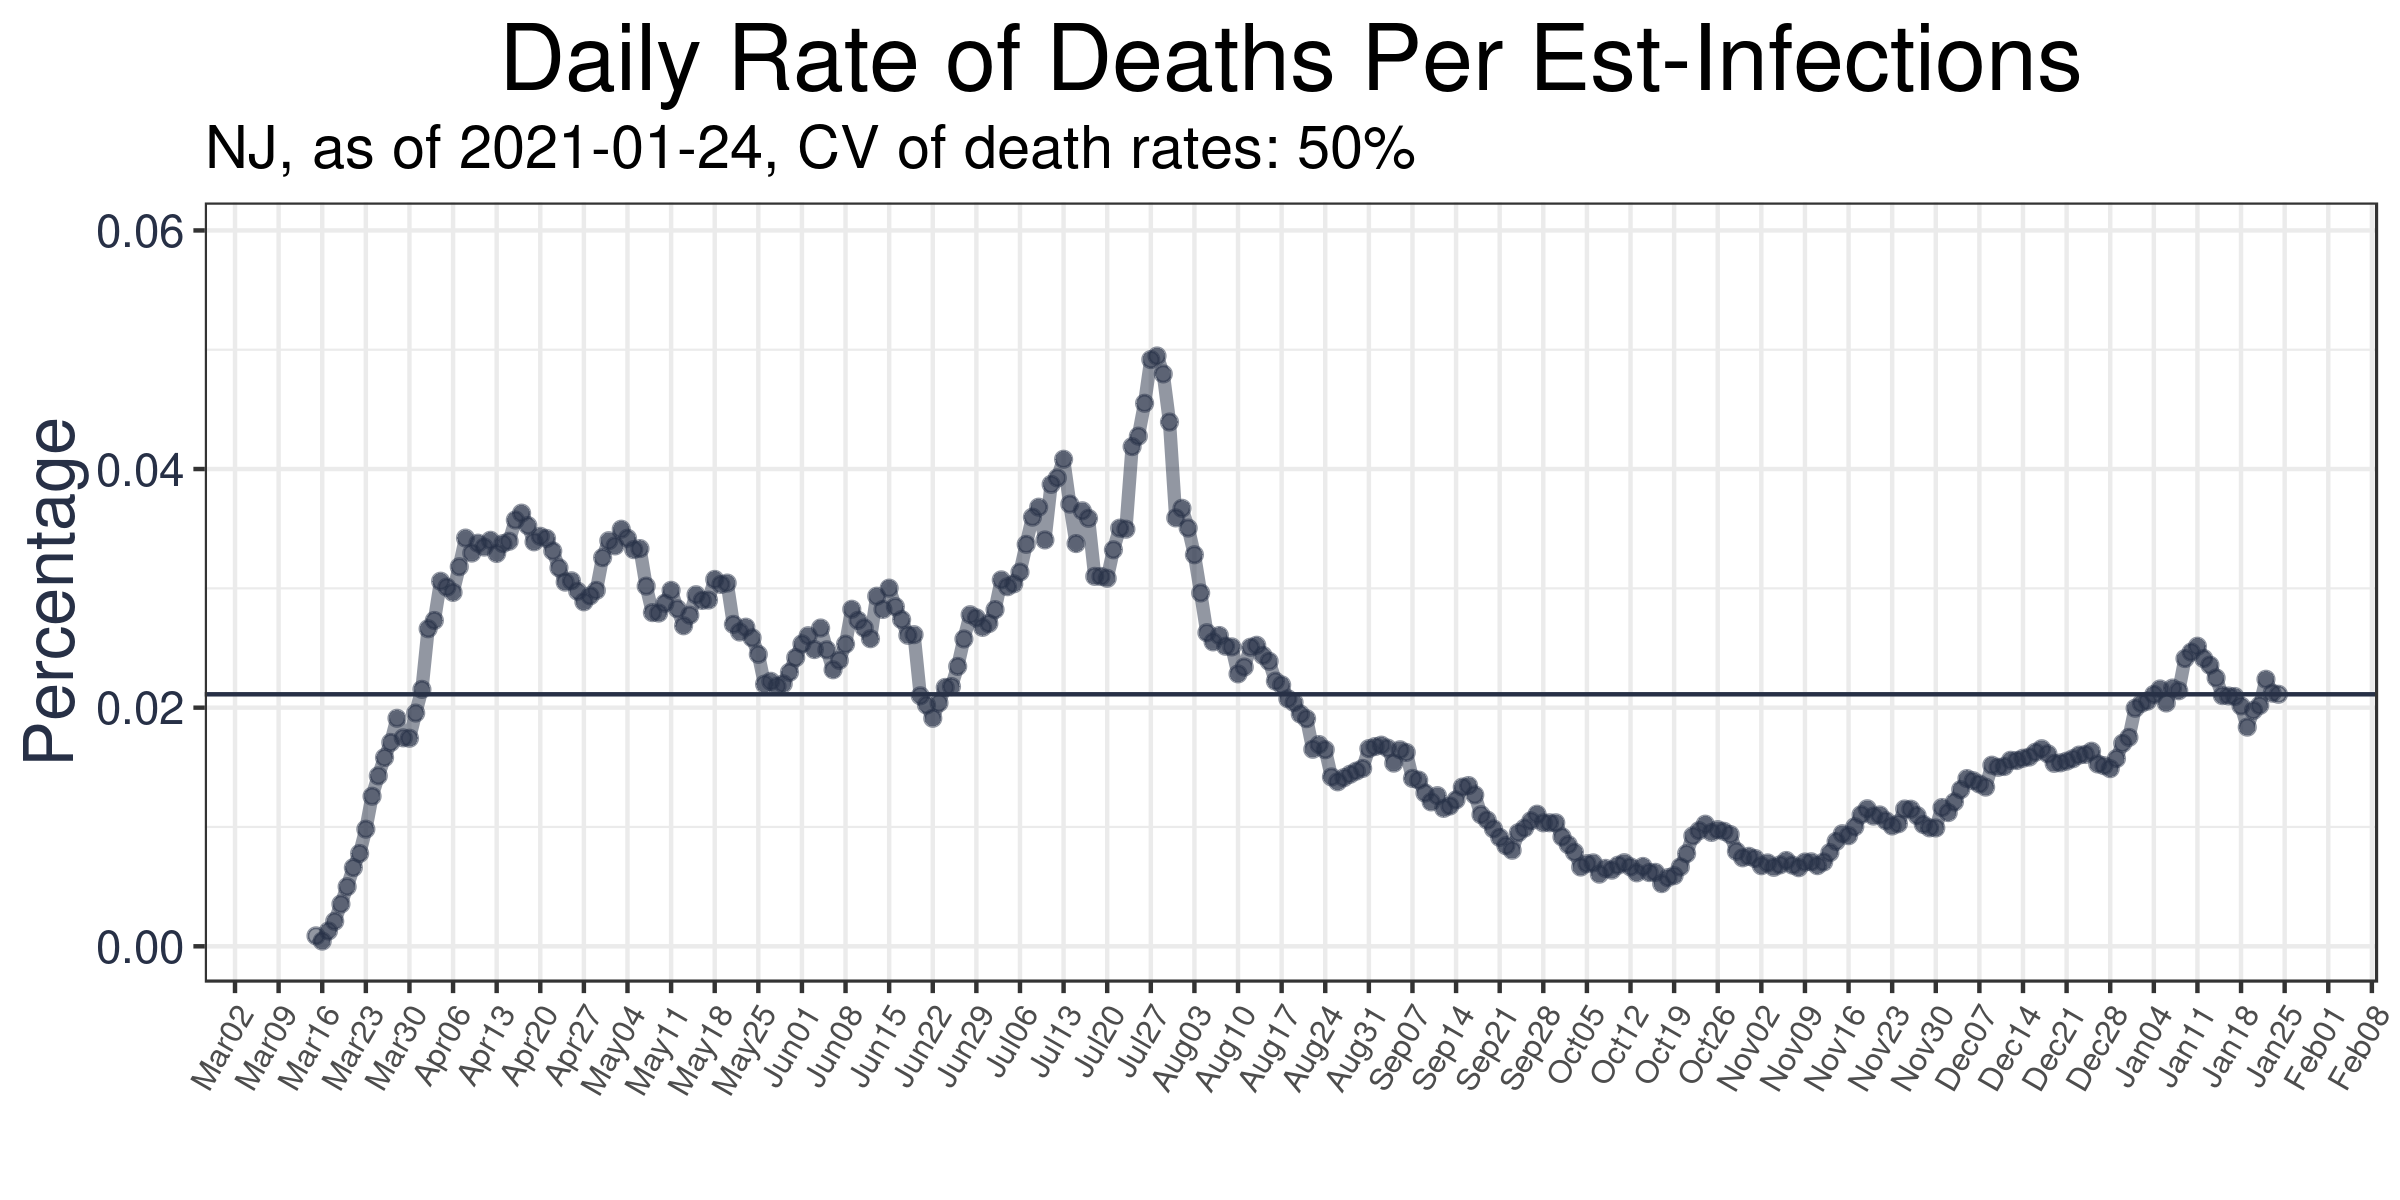 Daily Rate of Deaths Per Est-Infections
NJ, as of 2021-01-24, CV of death rates: 50%
Percentage
0.06
0.04
0.02
0.00
Mar02
Mar09
Mar16
Mar23
Mar30
Apr06
Apr13
Apr20
Apr27
May04
May11
May18
May25
Jun01
Jun08
Jun15
Jun22
Jun29
Jul06
Jul13
Jul20
Jul27
Aug03
Aug10
Aug17
Aug24
Aug31
Sep07
Sep14
Sep21
Sep28
Oct05
Oct12
Oct19
Oct26
Nov02
Nov09
Nov16
Nov23
Nov30
Dec07
Dec14
Dec21
Dec28
Jan04
Jan11
Jan18
Jan25
Feb01
Feb08